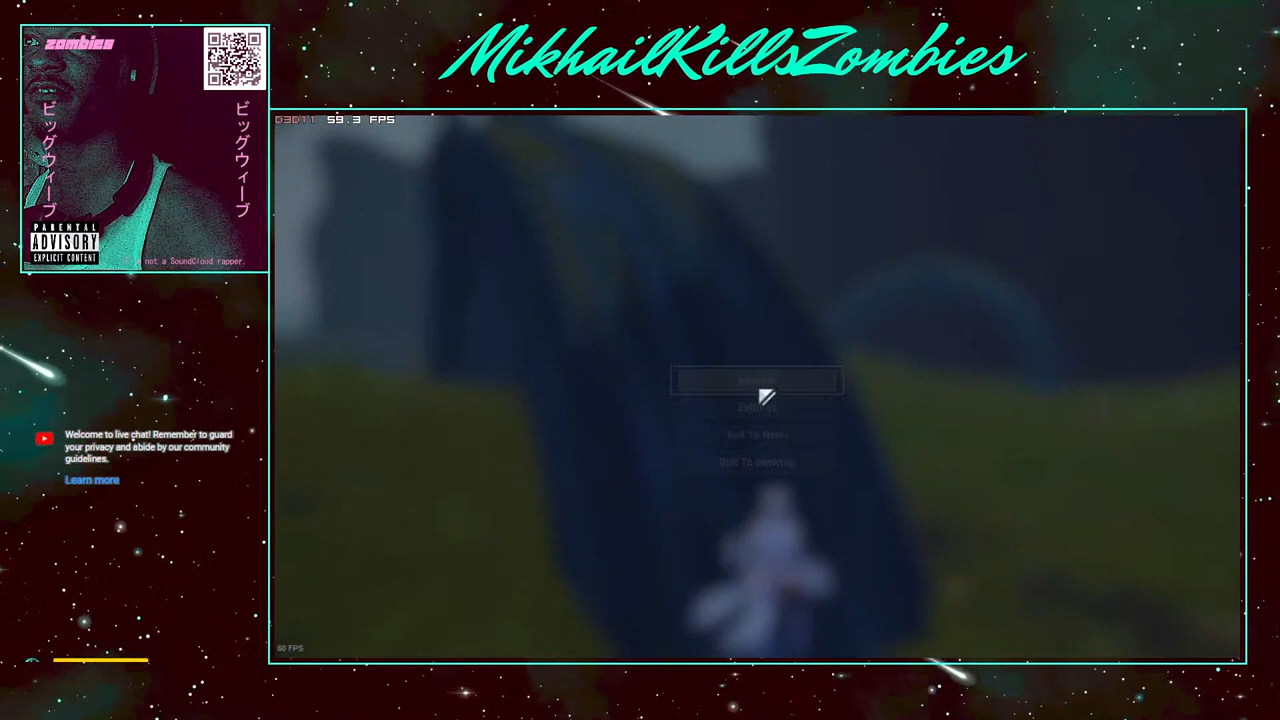 MikhailKillsZombies
zombies
ビッグウィーブ
ビッグウィーブ
PARENTAL
ADVISORY
EXPLICIT CONTENT
not a SoundCloud rapper.
D3D11 59.3 FPS
Settings
Quit To Menu
Quit To Desktop
Welcome to live chat! Remember to guard
your privacy and abide by our community
guidelines.
Learn more
60 FPS